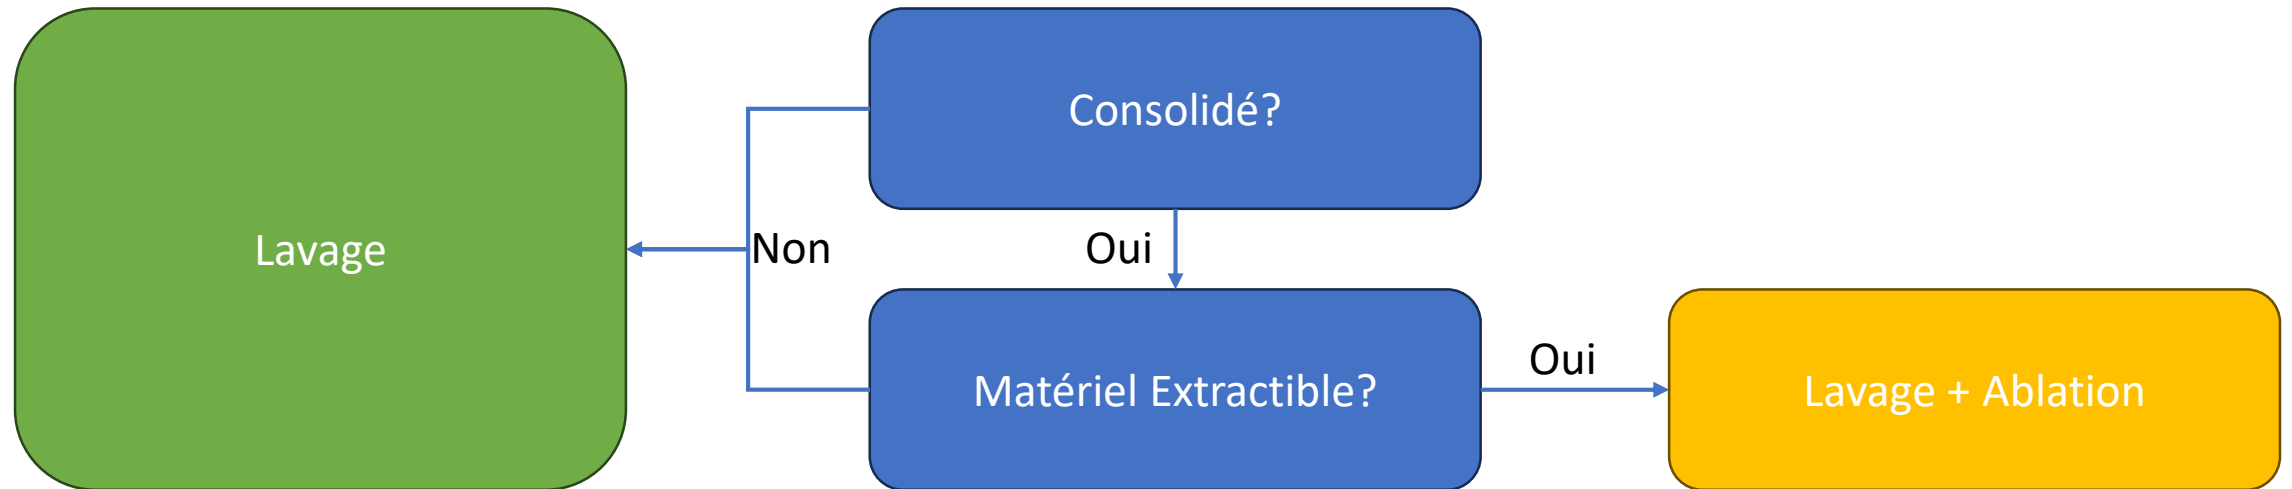 Consolidé?
Lavage
Non
Oui
Oui
Matériel Extractible?
Lavage + Ablation